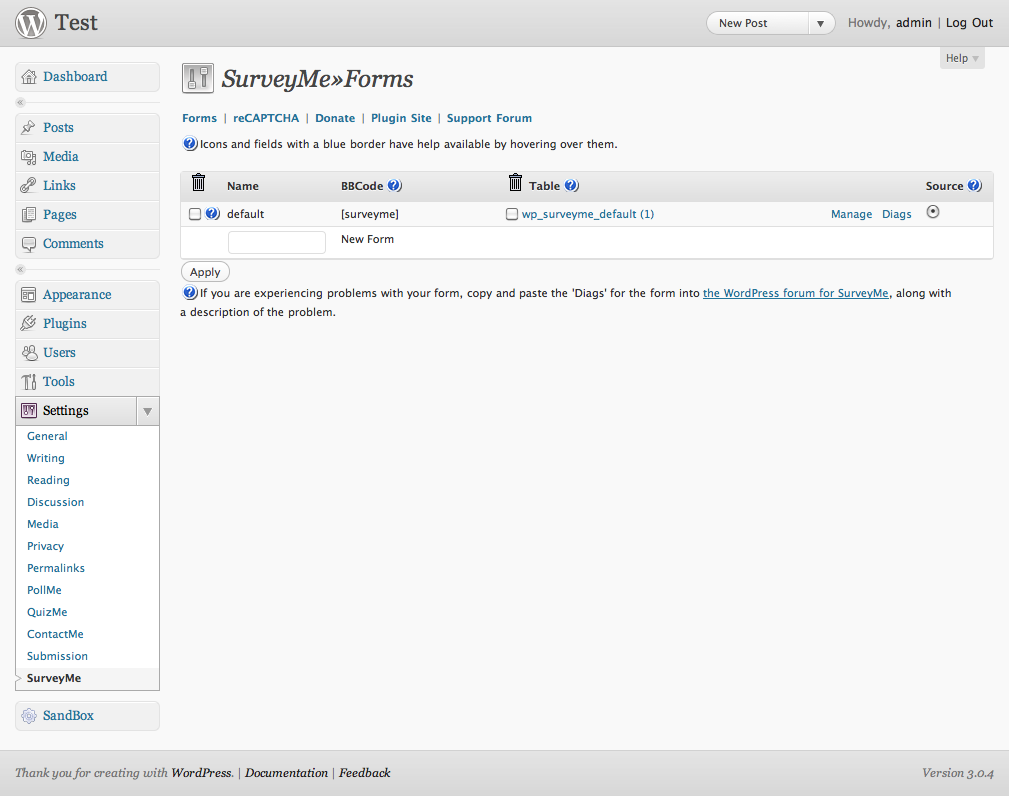 Test
New Post
Howdy, admin | Log Out
Help
Dashboard
Posts
Media
Links
Pages
Comments
Appearance
Plugins
Users
Tools
Settings
General
Writing
Reading
Discussion
Media
Privacy
Permalinks
PollMe
QuizMe
ContactMe
Submission
SurveyMe
SandBox
SurveyMe»Forms
Forms | reCAPTCHA | Donate | Plugin Site | Support Forum
Icons and fields with a blue border have help available by hovering over them.
Name BBCode Table Source
default [surveyme] wp_surveyme_default (1) Manage Diags
New Form
Apply
If you are experiencing problems with your form, copy and paste the 'Diags' for the form into the WordPress forum for SurveyMe, along with
a description of the problem.
Thank you for creating with WordPress. | Documentation | Feedback
Version 3.0.4